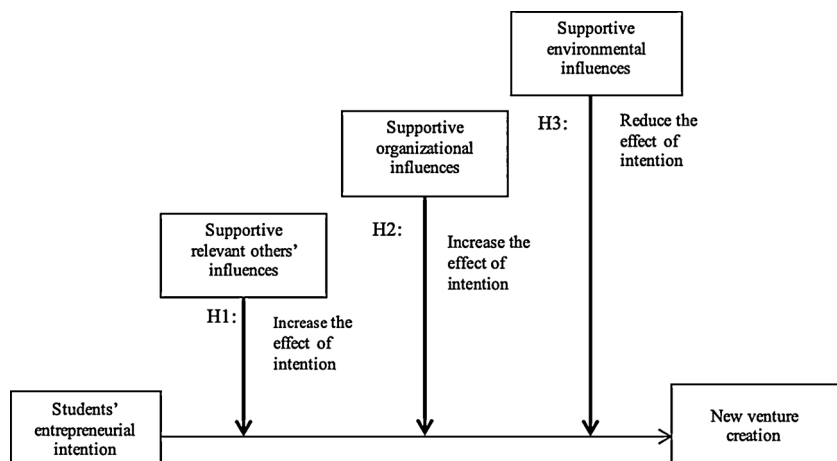 Supportive
environmental
influences
H3:
Reduce the
effect of
intention
Supportive
organizational
influences
H2:
Increase the
effect of
intention
Supportive
relevant others'
influences
H1:
Increase the
effect of
intention
Students'
entrepreneurial
intention
New venture
creation